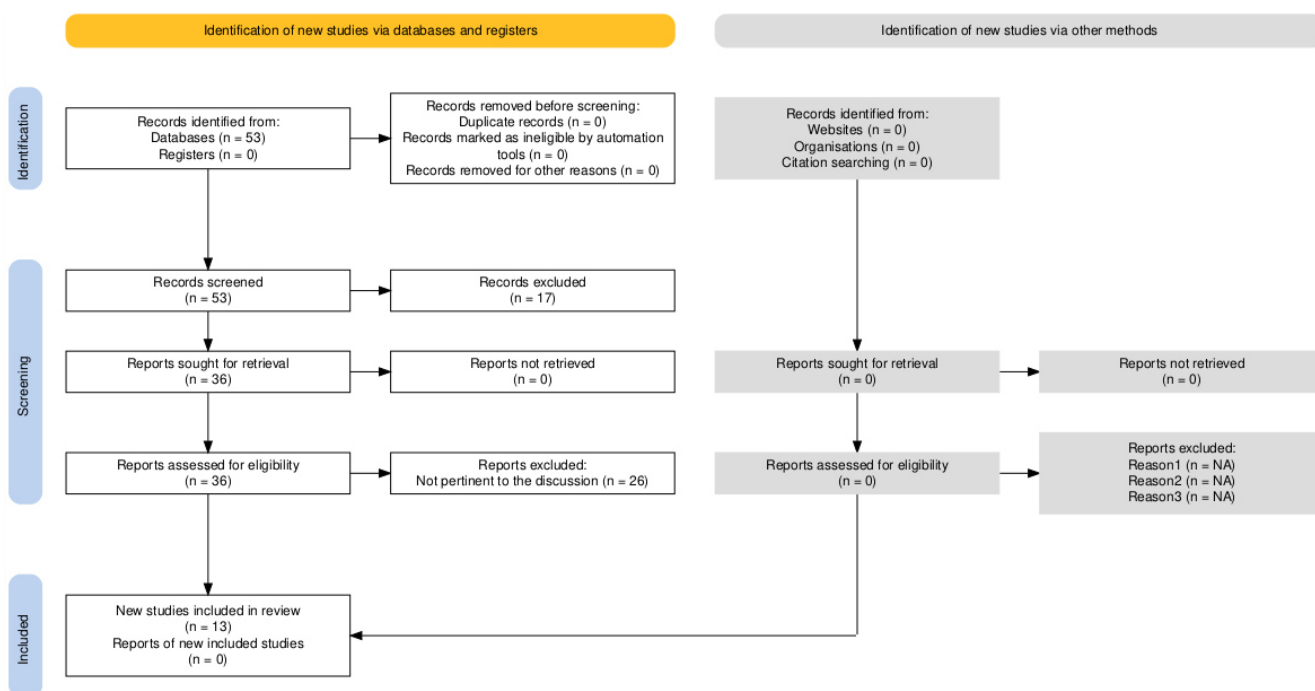 Identification of new studies via databases and registers
Identification of new studies via other methods
Identification
Records identified from:
Databases (n = 53)
Registers (n = 0)
Records removed before screening:
Duplicate records (n = 0)
Records marked as ineligible by automation
tools (n = 0)
Records removed for other reasons (n = 0)
Records identified from:
Websites (n = 0)
Organisations (n = 0)
Citation searching (n = 0)
Screening
Records screened
(n = 53)
Records excluded
(n = 17)
Reports sought for retrieval
(n = 36)
Reports not retrieved
(n = 0)
Reports sought for retrieval
(n = 0)
Reports not retrieved
(n = 0)
Reports assessed for eligibility
(n = 36)
Reports excluded:
Not pertinent to the discussion (n = 26)
Reports assessed for eligibility
(n = 0)
Reports excluded:
Reason1 (n = NA)
Reason2 (n = NA)
Reason3 (n = NA)
Included
New studies included in review
(n = 13)
Reports of new included studies
(n = 0)